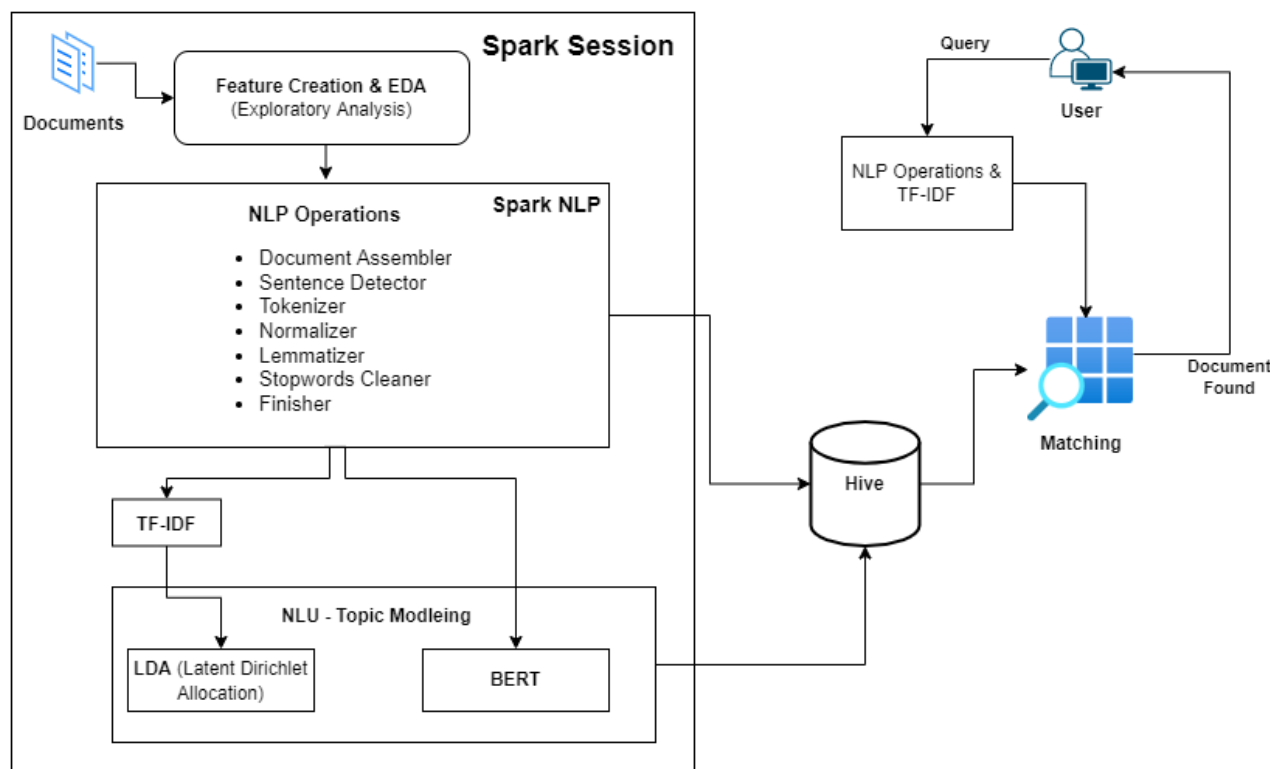 Spark Session
Documents
Feature Creation & EDA
(Exploratory Analysis)
Spark NLP
NLP Operations
• Document Assembler
• Sentence Detector
• Tokenizer
• Normalizer
• Lemmatizer
• Stopwords Cleaner
• Finisher
TF-IDF
NLU - Topic Modleing
LDA (Latent Dirichlet
Allocation)
BERT
Hive
Query
User
NLP Operations &
TF-IDF
Matching
Document
Found